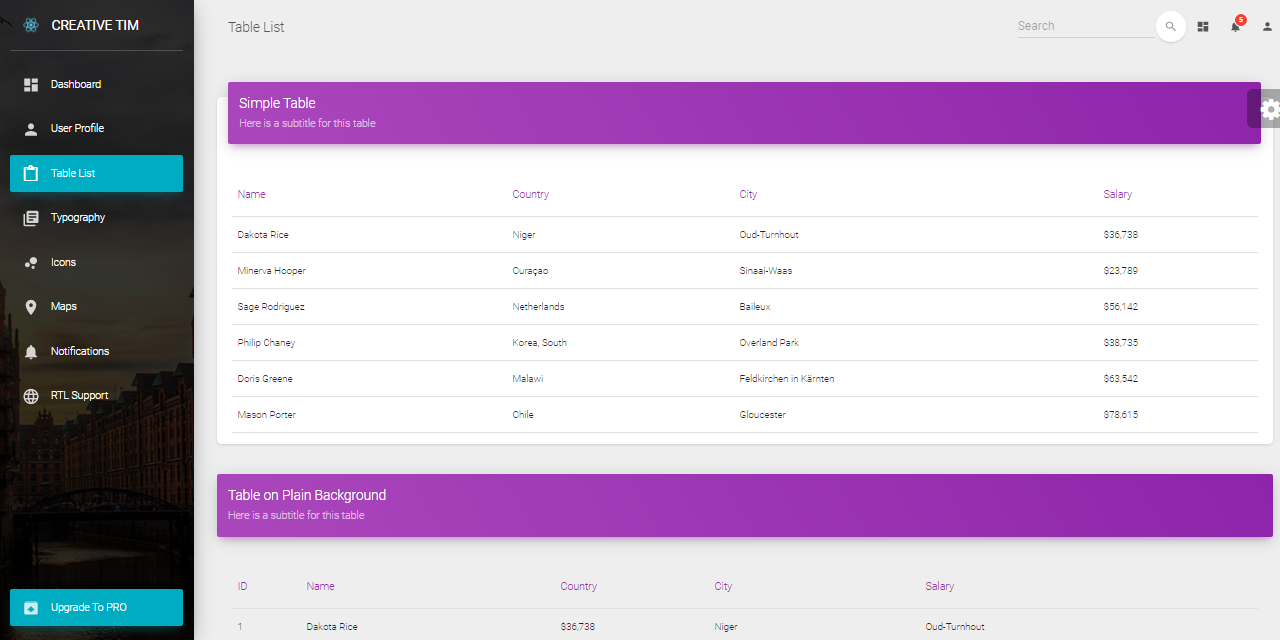 CREATIVE TIM
Dashboard
User Profile
Table List
Typography
Icons
Maps
Notifications
RTL Support
Upgrade To PRO
Table List
Search
5
Simple Table
Here is a subtitle for this table
Name Country City Salary
Dakota Rice Niger Oud-Turnhout $36,738
Minerva Hooper Curaçao Sinaai-Waas $23,789
Sage Rodriguez Netherlands Baileux $56,142
Philip Chaney Korea, South Overland Park $38,735
Doris Greene Malawi Feldkirchen in Kärnten $63,542
Mason Porter Chile Gloucester $78,615
Table on Plain Background
Here is a subtitle for this table
ID Name Country City Salary
1 Dakota Rice $36,738 Niger Oud-Turnhout